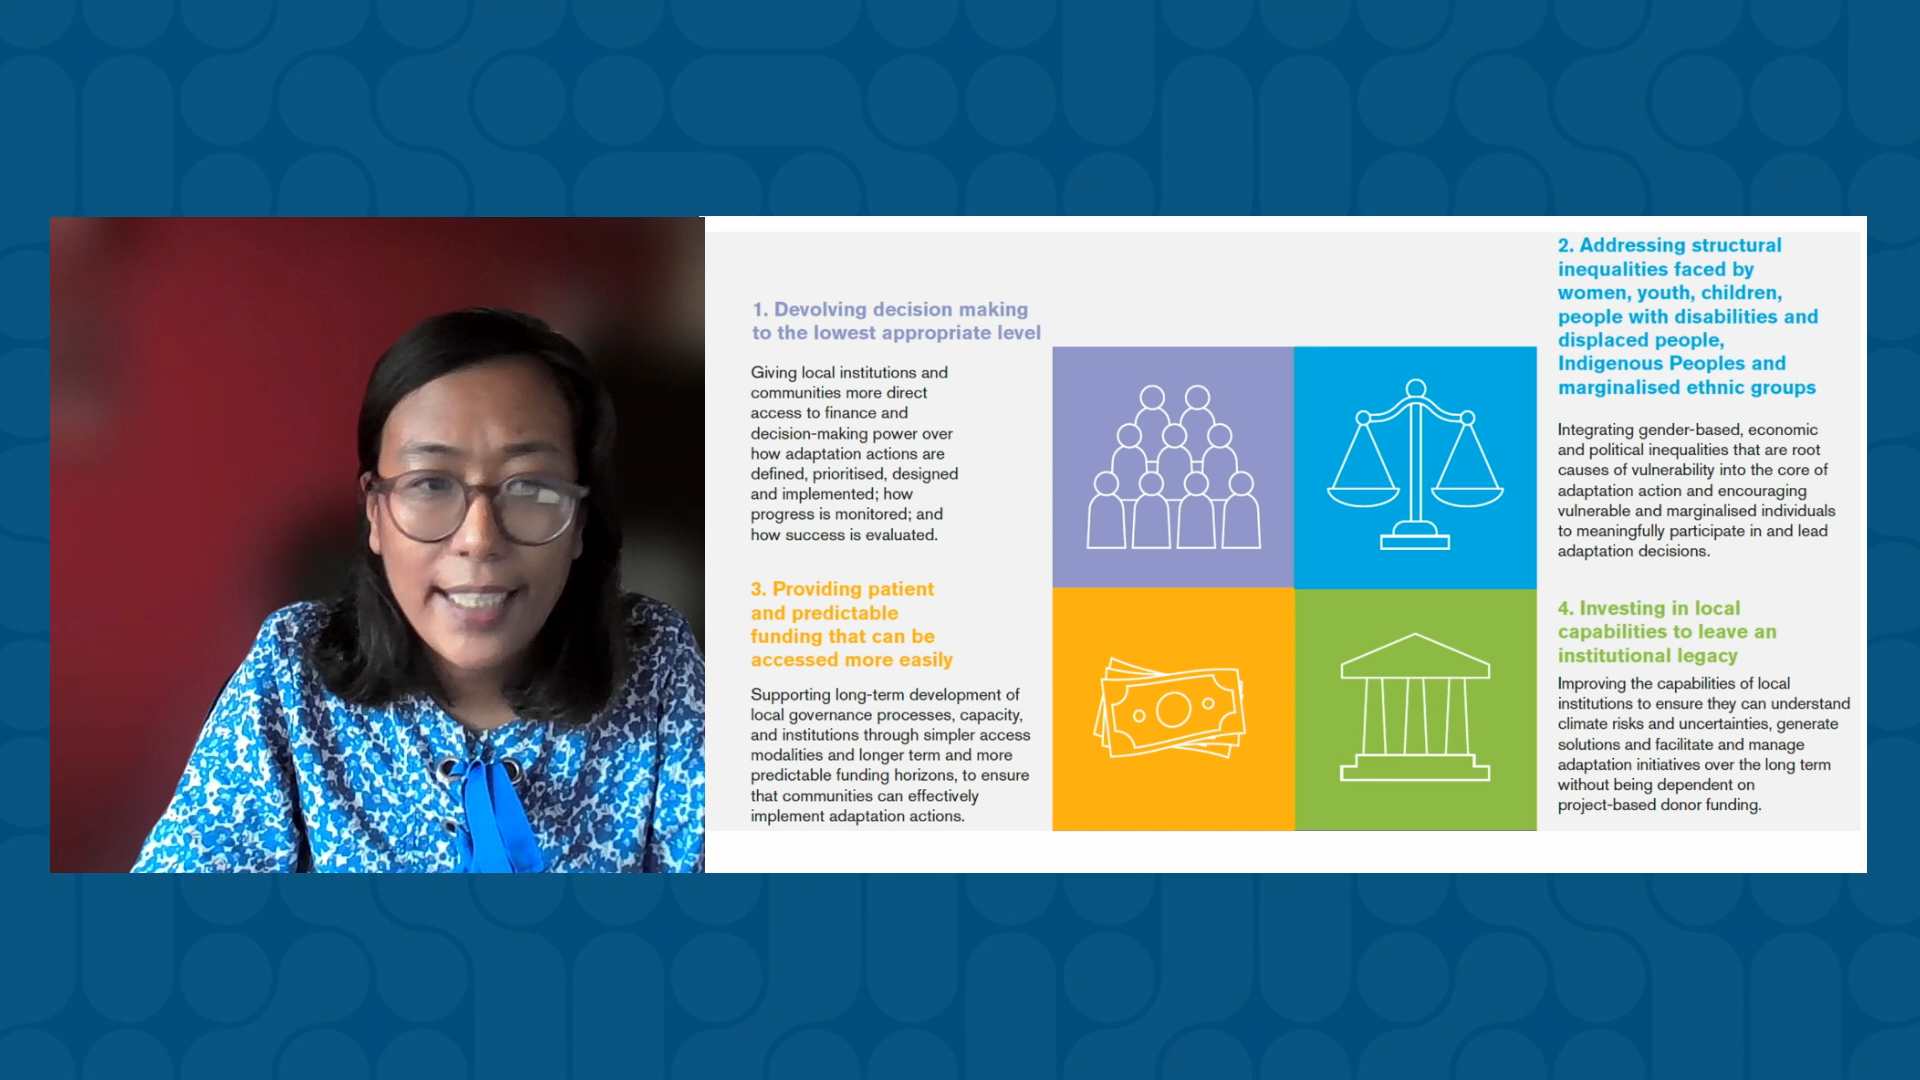 1. Devolving decision making
to the lowest appropriate level
Giving local institutions and
communities more direct
access to finance and
decision-making power over
how adaptation actions are
defined, prioritised, designed
and implemented; how
progress is monitored; and
how success is evaluated.
2. Addressing structural
inequalities faced by
women, youth, children,
people with disabilities and
displaced people,
Indigenous Peoples and
marginalised ethnic groups
Integrating gender-based, economic
and political inequalities that are root
causes of vulnerability into the core of
adaptation action and encouraging
vulnerable and marginalised individuals
to meaningfully participate in and lead
adaptation decisions.
3. Providing patient
and predictable
funding that can be
accessed more easily
Supporting long-term development of
local governance processes, capacity,
and institutions through simpler access
modalities and longer term and more
predictable funding horizons, to ensure
that communities can effectively
implement adaptation actions.
4. Investing in local
capabilities to leave an
institutional legacy
Improving the capabilities of local
institutions to ensure they can understand
climate risks and uncertainties, generate
solutions and facilitate and manage
adaptation initiatives over the long term
without being dependent on
project-based donor funding.